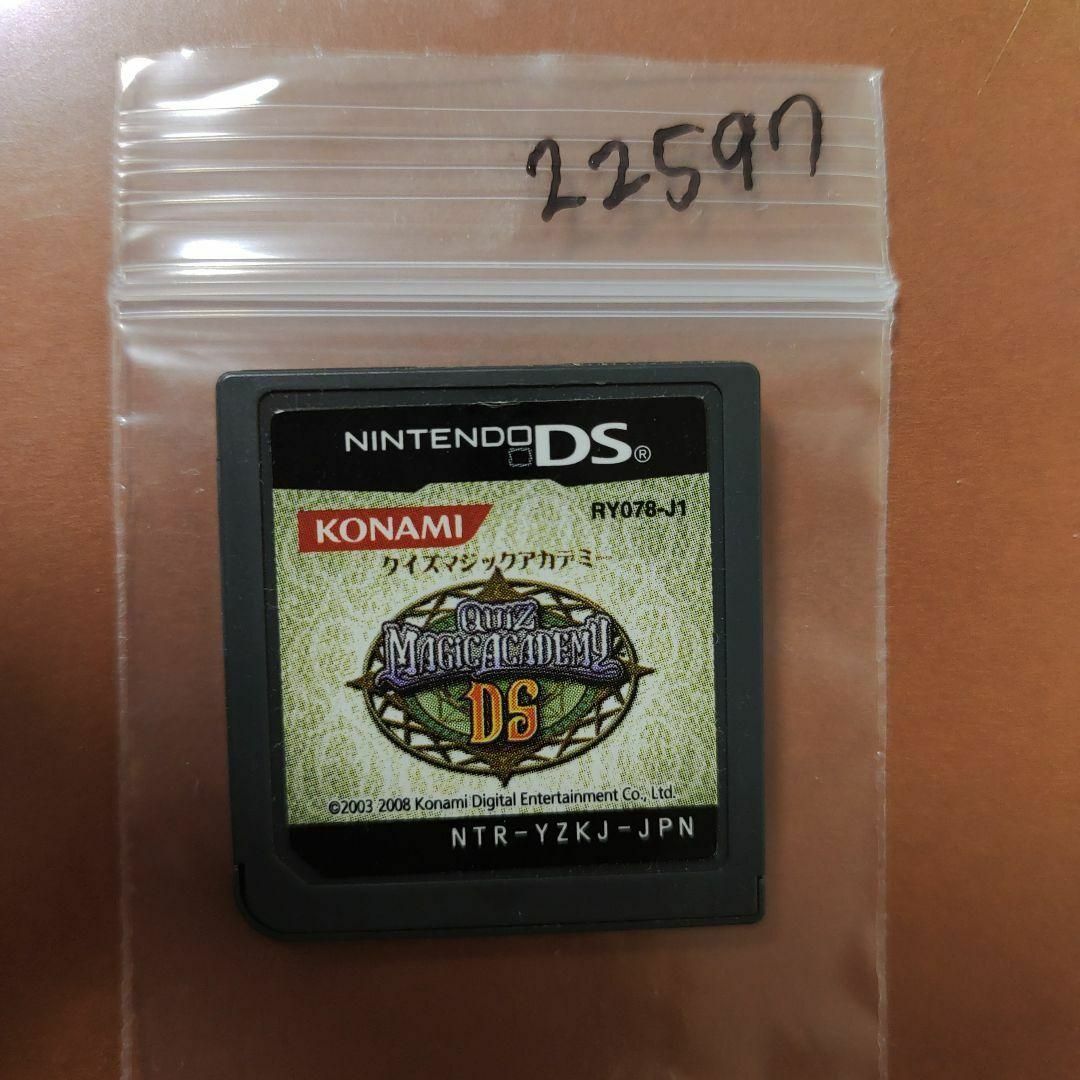 22597
NINTENDO DS®
KONAMI
RY078-J1
クイズマジックアカデミー
QUIZ
MAGICACADEMY
DS
©2003 2008 Konami Digital Entertainment Co., Ltd.
NTR-YZKJ-JPN